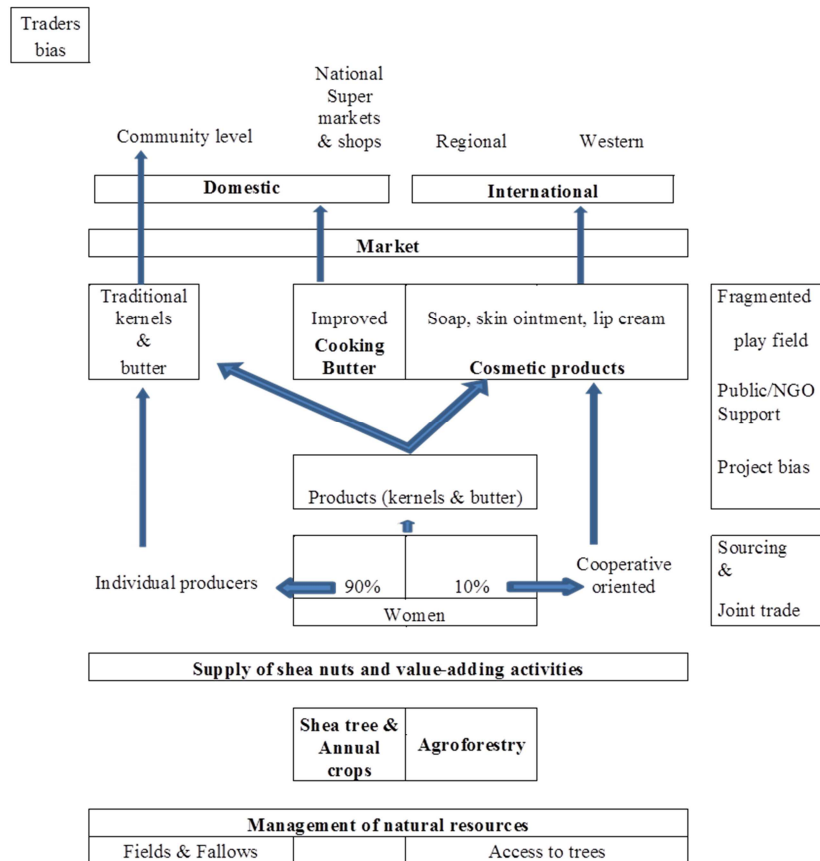 Traders
bias
National
Super
markets
& shops
Community level
Regional
Western
Domestic
International
Market
Traditional
kernels
&
butter
Improved
Cooking
Butter
Soap, skin ointment, lip cream
Cosmetic products
Fragmented
play field
Public/NGO
Support
Project bias
Products (kernels & butter)
Individual producers
90%
10%
Women
Cooperative
oriented
Sourcing
&
Joint trade
Supply of shea nuts and value-adding activities
Shea tree &
Annual
crops
Agroforestry
Management of natural resources
Fields & Fallows
Access to trees